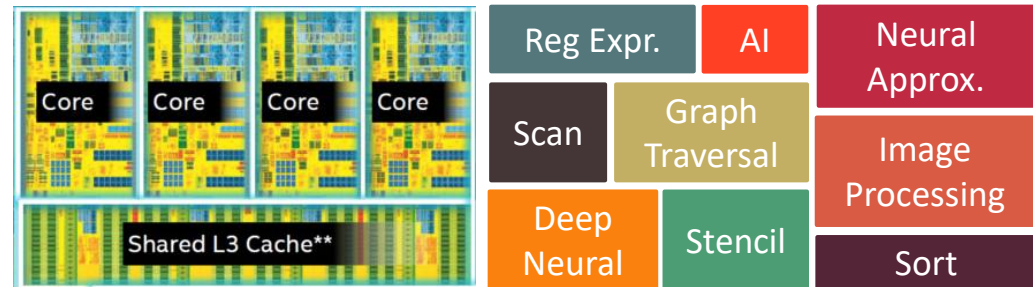 Core
Core
Core
Core
Shared L3 Cache**
Reg Expr.
AI
Neural
Approx.
Scan
Graph
Traversal
Image
Processing
Deep
Neural
Stencil
Sort